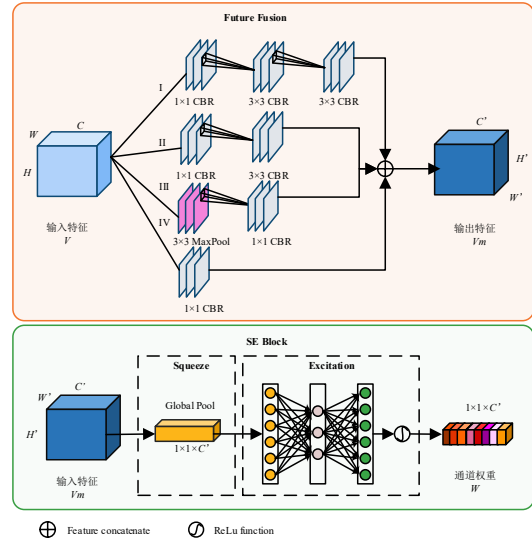 Future Fusion
I
1×1 CBR
3×3 CBR
3×3 CBR
C
W
H
输入特征
V
II
1×1 CBR
3×3 CBR
III
IV
3×3 MaxPool
1×1 CBR
1×1 CBR
C'
H'
W'
输出特征
Vm
SE Block
Squeeze
Excitation
C'
W'
H'
输入特征
Vm
Global Pool
1×1×C'
1×1×C'
通道权重
W
Feature concatenate
ReLu function